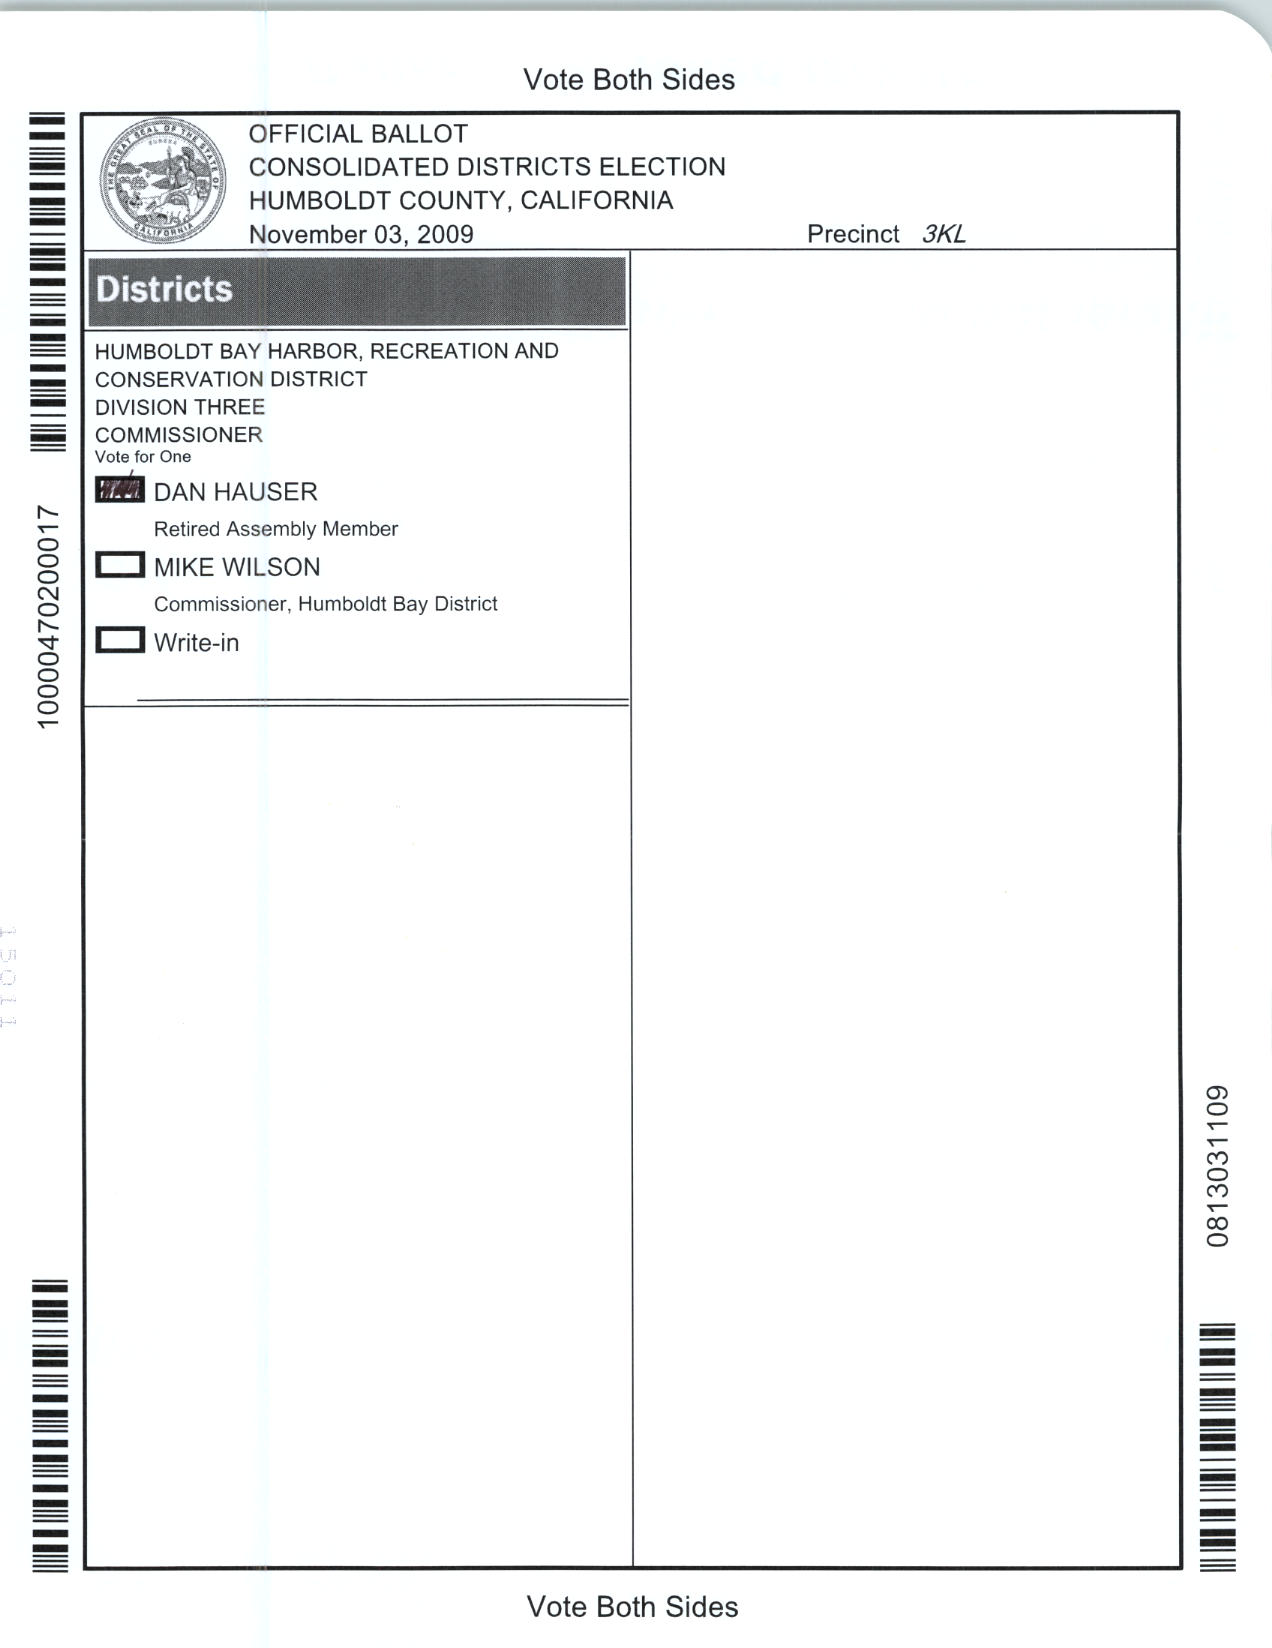 Vote Both Sides
OFFICIAL BALLOT
CONSOLIDATED DISTRICTS ELECTION
HUMBOLDT COUNTY, CALIFORNIA
November 03, 2009
Precinct 3KL
THE GREAT SEAL OF THE STATE OF CALIFORNIA
EUREKA
Districts
HUMBOLDT BAY HARBOR, RECREATION AND
CONSERVATION DISTRICT
DIVISION THREE
COMMISSIONER
Vote for One
DAN HAUSER
Retired Assembly Member
MIKE WILSON
Commissioner, Humboldt Bay District
Write-in
10000470200017
15011
0813031109
Vote Both Sides